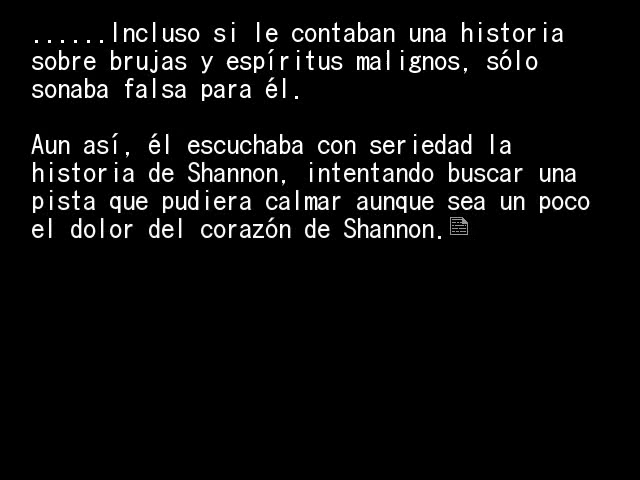 ......Incluso si le contaban una historia
sobre brujas y espíritus malignos, sólo
sonaba falsa para él.
Aun así, él escuchaba con seriedad la
historia de Shannon, intentando buscar una
pista que pudiera calmar aunque sea un poco
el dolor del corazón de Shannon.